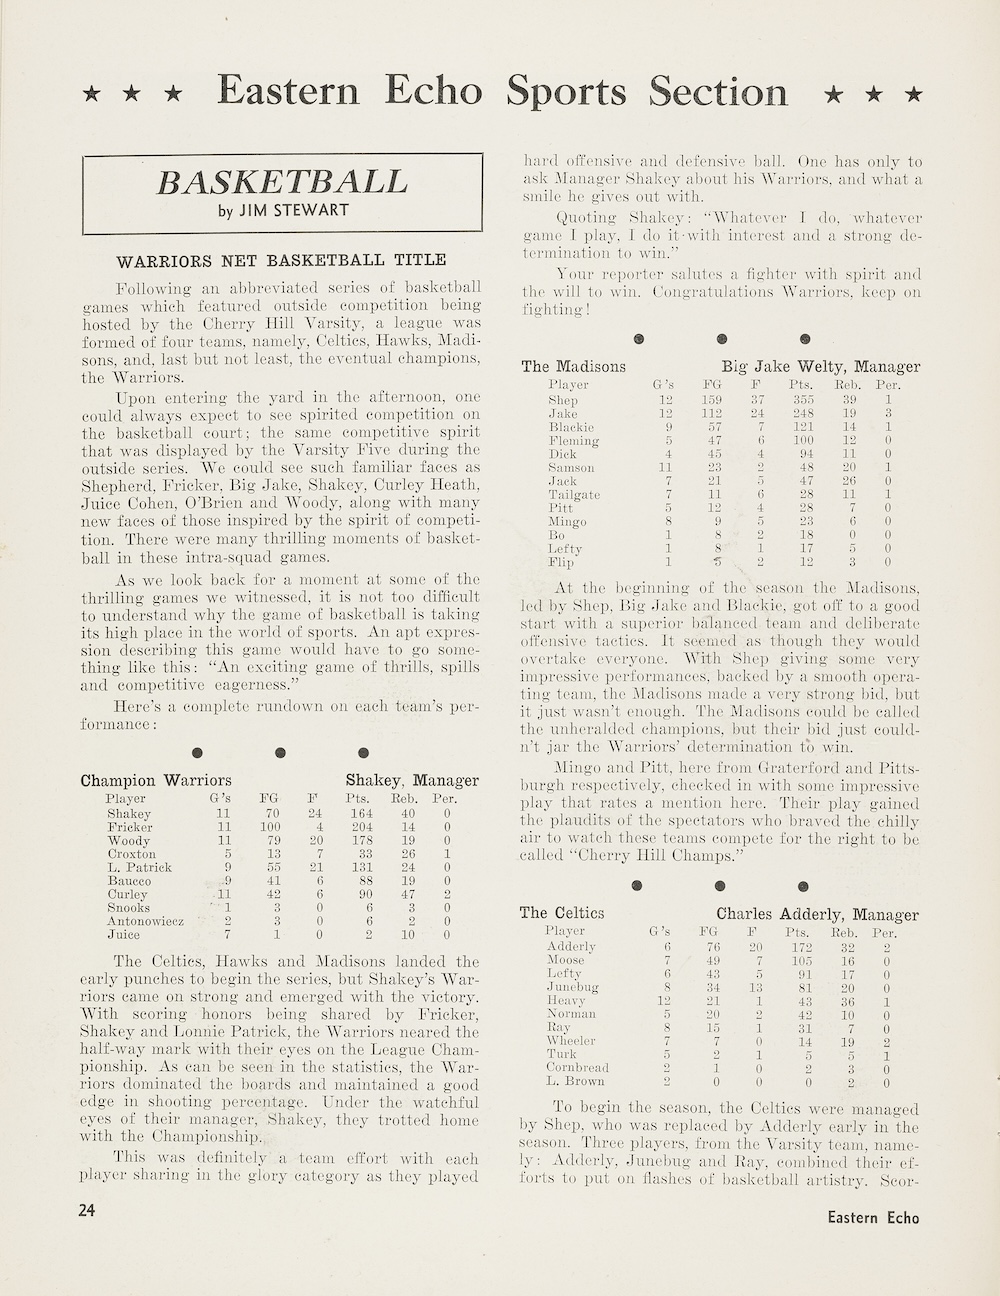 ★ ★ ★ Eastern Echo Sports Section ★ ★ ★
BASKETBALL
by JIM STEWART
WARRIORS NET BASKETBALL TITLE
Following an abbreviated series of basketball
games which featured outside competition being
hosted by the Cherry Hill Varsity, a league was
formed of four teams, namely, Celtics, Hawks, Madi-
sons, and, last but not least, the eventual champions,
the Warriors.
Upon entering the yard in the afternoon, one
could always expect to see spirited competition on
the basketball court; the same competitive spirit
that was displayed by the Varsity Five during the
outside series. We could see such familiar faces as
Shepherd, Fricker, Big Jake, Shakey, Curley Heath,
Juice Cohen, O'Brien and Woody, along with many
new faces of those inspired by the spirit of competi-
tion. There were many thrilling moments of basket-
ball in these intra-squad games.
As we look back for a moment at some of the
thrilling games we witnessed, it is not too difficult
to understand why the game of basketball is taking
its high place in the world of sports. An apt expres-
sion describing this game would have to go some-
thing like this: "An exciting game of thrills, spills
and competitive eagerness."
Here's a complete rundown on each team's per-
formance:
● ● ●
Champion Warriors Shakey, Manager
Player G's FG F Pts. Reb. Per.
Shakey 11 70 24 164 40 0
Fricker 11 100 4 204 14 0
Woody 11 79 20 178 19 0
Croxton 5 13 7 33 26 1
L. Patrick 9 55 21 131 24 0
Baucco 9 41 6 88 19 0
Curley 11 42 6 90 47 2
Snooks 1 3 0 6 3 0
Antonowiecz 2 3 0 6 2 0
Juice 7 1 0 2 10 0
The Celtics, Hawks and Madisons landed the
early punches to begin the series, but Shakey's War-
riors came on strong and emerged with the victory.
With scoring honors being shared by Fricker,
Shakey and Lonnie Patrick, the Warriors neared the
half-way mark with their eyes on the League Cham-
pionship. As can be seen in the statistics, the War-
riors dominated the boards and maintained a good
edge in shooting percentage. Under the watchful
eyes of their manager, Shakey, they trotted home
with the Championship.
This was definitely a team effort with each
player sharing in the glory category as they played
hard offensive and defensive ball. One has only to
ask Manager Shakey about his Warriors, and what a
smile he gives out with.
Quoting Shakey: "Whatever I do, whatever
game I play, I do it with interest and a strong de-
termination to win."
Your reporter salutes a fighter with spirit and
the will to win. Congratulations Warriors, keep on
fighting!
● ● ●
The Madisons Big Jake Welty, Manager
Player G's FG F Pts. Reb. Per.
Shep 12 159 37 355 39 1
Jake 12 112 24 248 19 3
Blackie 9 57 7 121 14 1
Fleming 5 47 6 100 12 0
Dick 4 45 4 94 11 0
Samson 11 23 2 48 20 1
Jack 7 21 5 47 26 0
Tailgate 7 11 6 28 11 1
Pitt 5 12 4 28 7 0
Mingo 8 9 5 23 6 0
Bo 1 8 2 18 0 0
Lefty 1 8 1 17 5 0
Flip 1 5 2 12 3 0
At the beginning of the season the Madisons,
led by Shep, Big Jake and Blackie, got off to a good
start with a superior balanced team and deliberate
offensive tactics. It seemed as though they would
overtake everyone. With Shep giving some very
impressive performances, backed by a smooth opera-
ting team, the Madisons made a very strong bid, but
it just wasn't enough. The Madisons could be called
the unheralded champions, but their bid just could-
n't jar the Warriors' determination to win.
Mingo and Pitt, here from Graterford and Pitts-
burgh respectively, checked in with some impressive
play that rates a mention here. Their play gained
the plaudits of the spectators who braved the chilly
air to watch these teams compete for the right to be
called "Cherry Hill Champs."
● ● ●
The Celtics Charles Adderly, Manager
Player G's FG F Pts. Reb. Per.
Adderly 6 76 20 172 32 2
Moose 7 49 7 105 16 0
Lefty 6 43 5 91 17 0
Junebug 8 34 13 81 20 0
Heavy 12 21 1 43 36 1
Norman 5 20 2 42 10 0
Ray 8 15 1 31 7 0
Wheeler 7 7 0 14 19 2
Turk 5 2 1 5 5 1
Cornbread 2 1 0 2 3 0
L. Brown 2 0 0 0 2 0
To begin the season, the Celtics were managed
by Shep, who was replaced by Adderly early in the
season. Three players, from the Varsity team, name-
ly: Adderly, Junebug and Ray, combined their ef-
forts to put on flashes of basketball artistry. Scor-
24
Eastern Echo